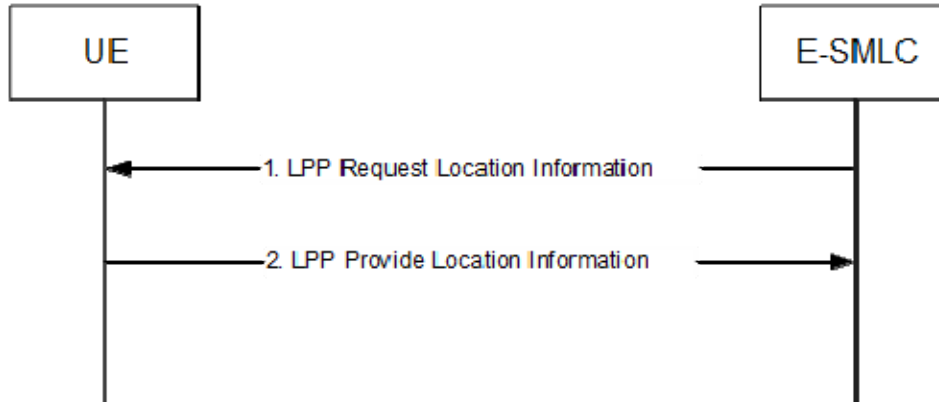 UE
E-SMLC
1. LPP Request Location Information
2. LPP Provide Location Information